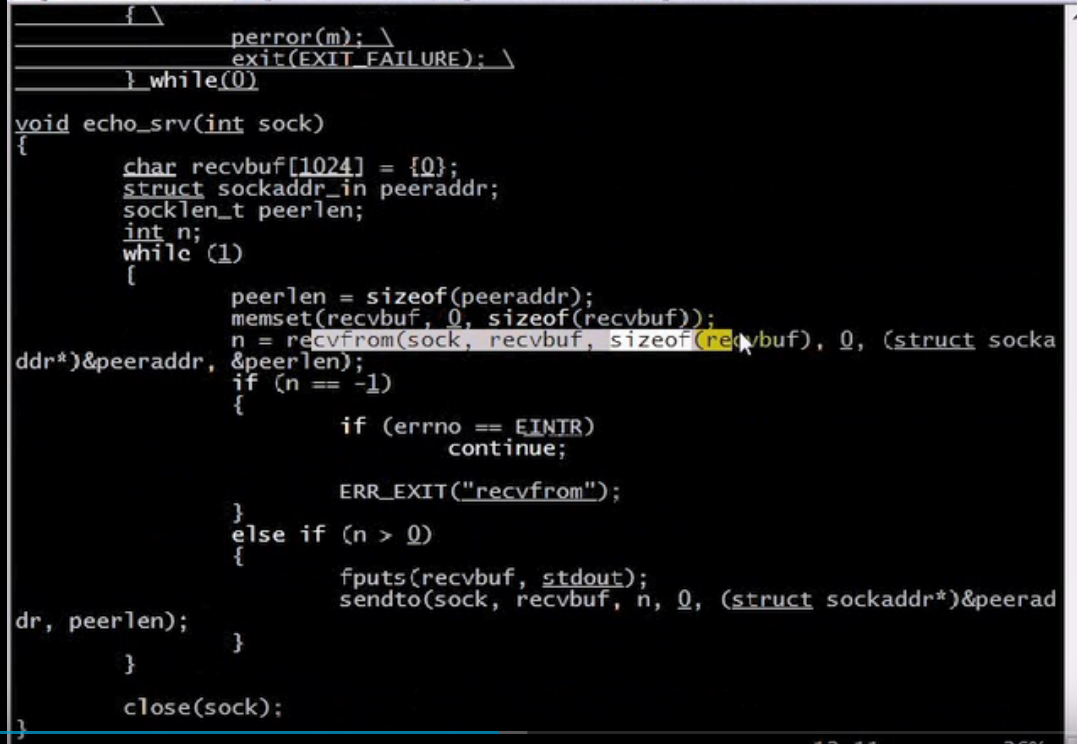 { \
perror(m); \
exit(EXIT_FAILURE); \
} while(0)
void echo_srv(int sock)
{
char recvbuf[1024] = {0};
struct sockaddr_in peeraddr;
socklen_t peerlen;
int n;
while (1)
{
peerlen = sizeof(peeraddr);
memset(recvbuf, 0, sizeof(recvbuf));
n = recvfrom(sock, recvbuf, sizeof(recvbuf), 0, (struct socka
ddr*)&peeraddr, &peerlen);
if (n == -1)
{
if (errno == EINTR)
continue;
ERR_EXIT("recvfrom");
}
else if (n > 0)
{
fputs(recvbuf, stdout);
sendto(sock, recvbuf, n, 0, (struct sockaddr*)&peerad
dr, peerlen);
}
}
close(sock);
}